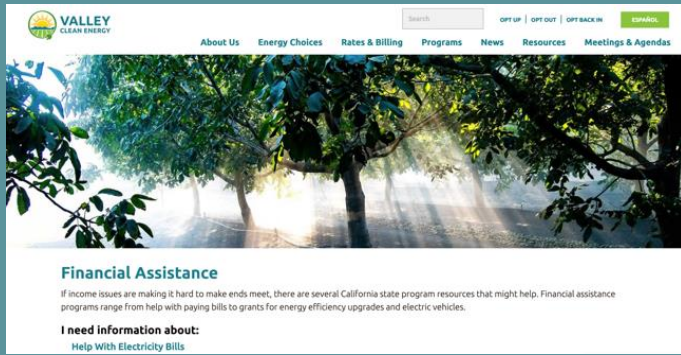 VALLEY
CLEAN ENERGY
Search
OPT UP | OPT OUT | OPT BACK IN
ESPAÑOL
About Us Energy Choices Rates & Billing Programs News Resources Meetings & Agendas
Financial Assistance
If income issues are making it hard to make ends meet, there are several California state program resources that might help. Financial assistance
programs range from help with paying bills to grants for energy efficiency upgrades and electric vehicles.
I need information about:
Help With Electricity Bills